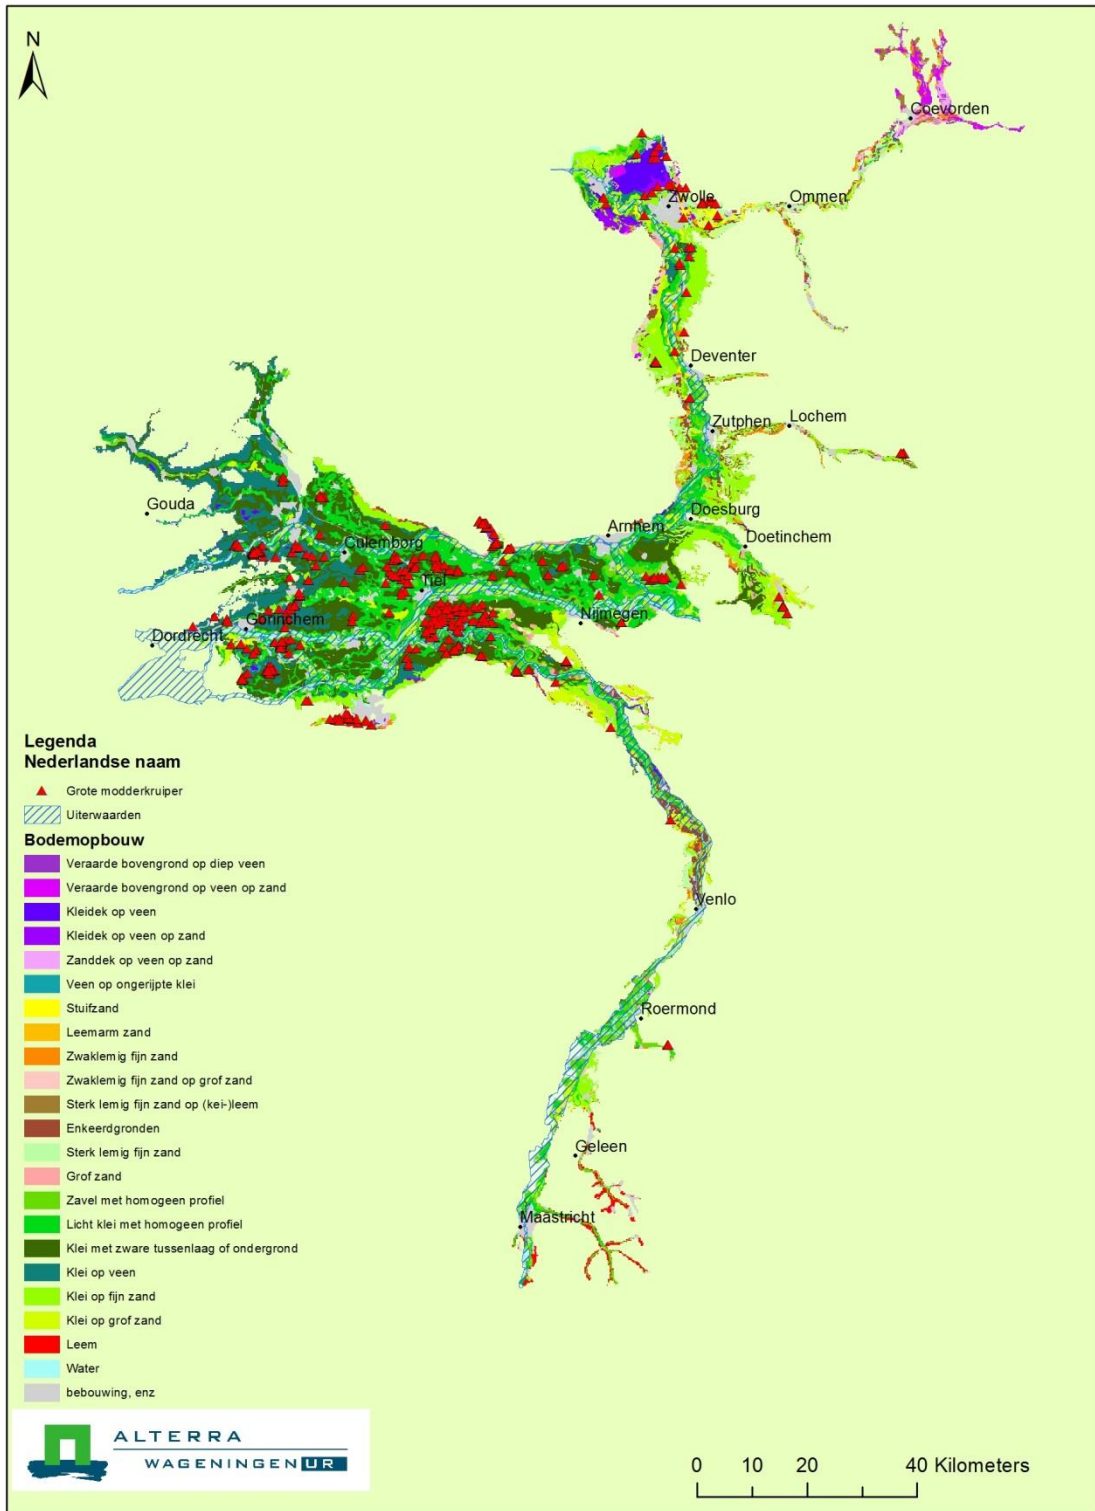 N
Coevorden
Zwolle
Ommen
Deventer
Zutphen
Lochem
Gouda
Culemborg
Arnhem
Doesburg
Doetinchem
Tiel
Nijmegen
Gorinchem
Dordrecht
Venlo
Roermond
Geleen
Maastricht
Legenda
Nederlandse naam
Grote modderkruiper
Uiterwaarden
Bodemopbouw
Veraarde bovengrond op diep veen
Veraarde bovengrond op veen op zand
Kleidek op veen
Kleidek op veen op zand
Zanddek op veen op zand
Veen op ongerijpte klei
Stuifzand
Leemarm zand
Zwaklemig fijn zand
Zwaklemig fijn zand op grof zand
Sterk lemig fijn zand op (kei-)leem
Enkeerdgronden
Sterk lemig fijn zand
Grof zand
Zavel met homogeen profiel
Licht klei met homogeen profiel
Klei met zware tussenlaag of ondergrond
Klei op veen
Klei op fijn zand
Klei op grof zand
Leem
Water
bebouwing, enz
ALTERRA
WAGENINGEN UR
0 10 20 40 Kilometers